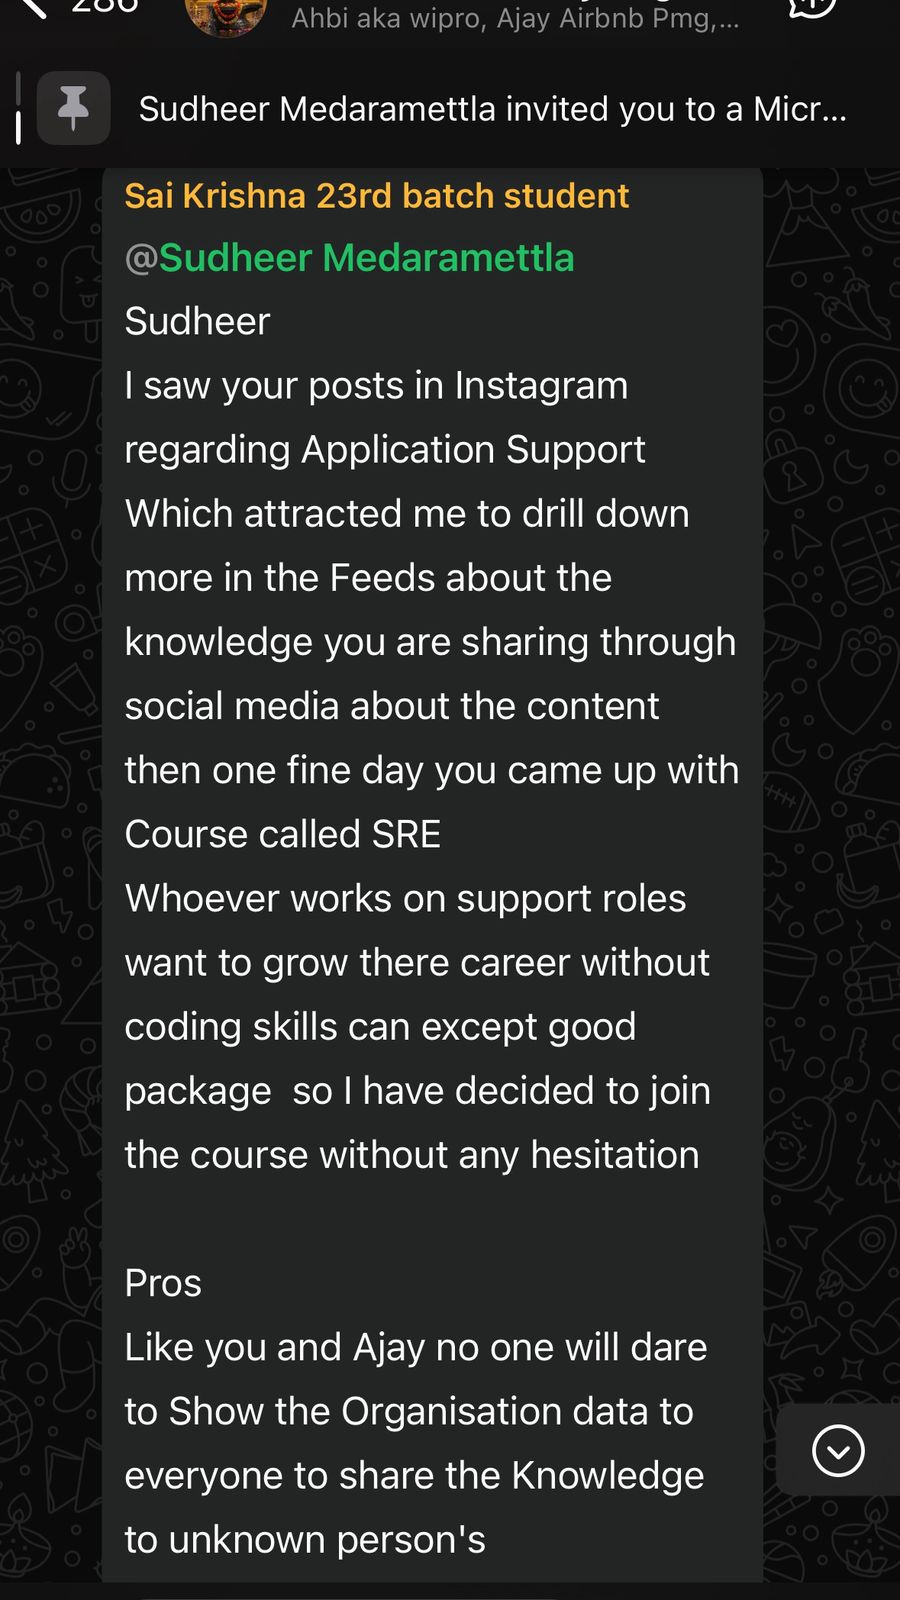 286
Ahbi aka wipro, Ajay Airbnb Pmg,...
Sudheer Medaramettla invited you to a Micr...
Sai Krishna 23rd batch student
@Sudheer Medaramettla
Sudheer
I saw your posts in Instagram
regarding Application Support
Which attracted me to drill down
more in the Feeds about the
knowledge you are sharing through
social media about the content
then one fine day you came up with
Course called SRE
Whoever works on support roles
want to grow there career without
coding skills can except good
package  so I have decided to join
the course without any hesitation
Pros
Like you and Ajay no one will dare
to Show the Organisation data to
everyone to share the Knowledge
to unknown person's